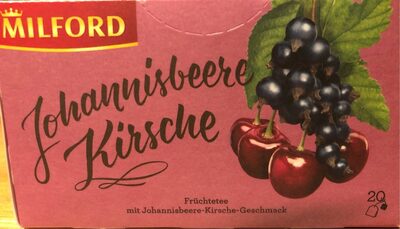 MILFORD
Johannisbeere
Kirsche
Früchtetee
mit Johannisbeere-Kirsche-Geschmack
20